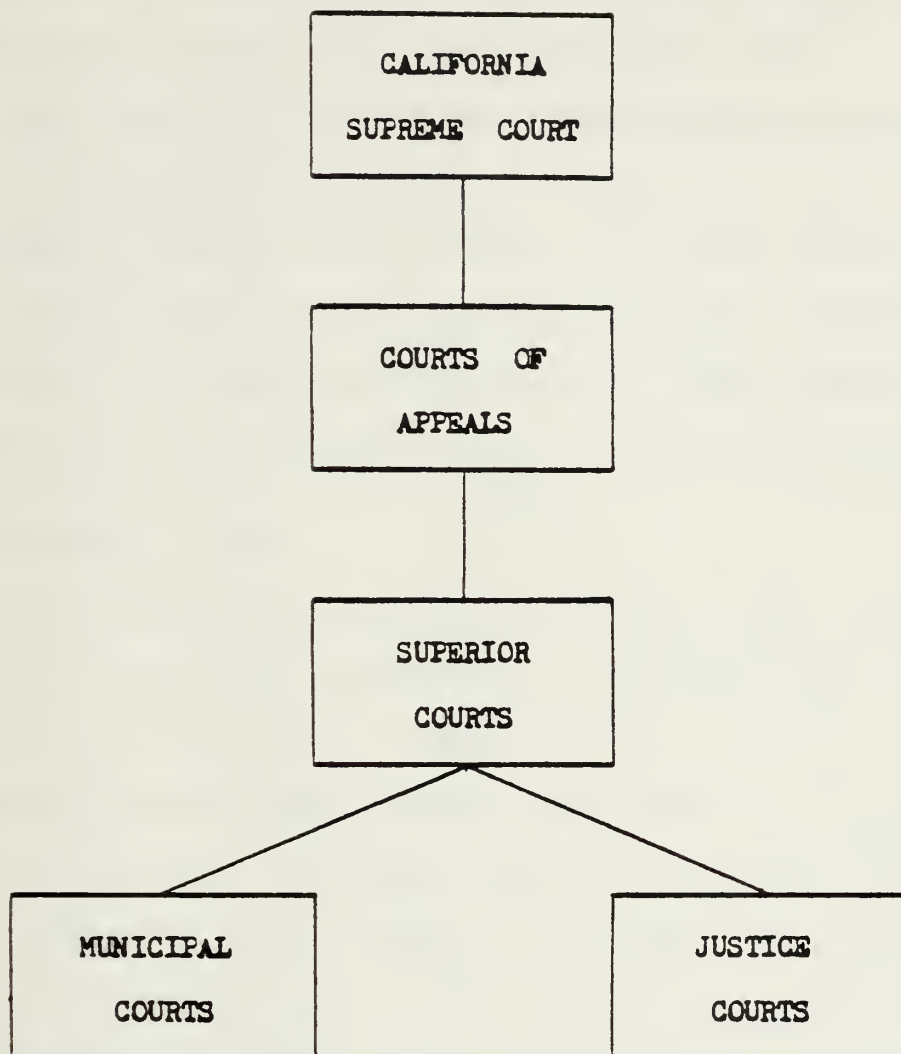 CALIFORNIA
SUPREME COURT
COURTS OF
APPEALS
SUPERIOR
COURTS
MUNICIPAL
COURTS
JUSTICE
COURTS